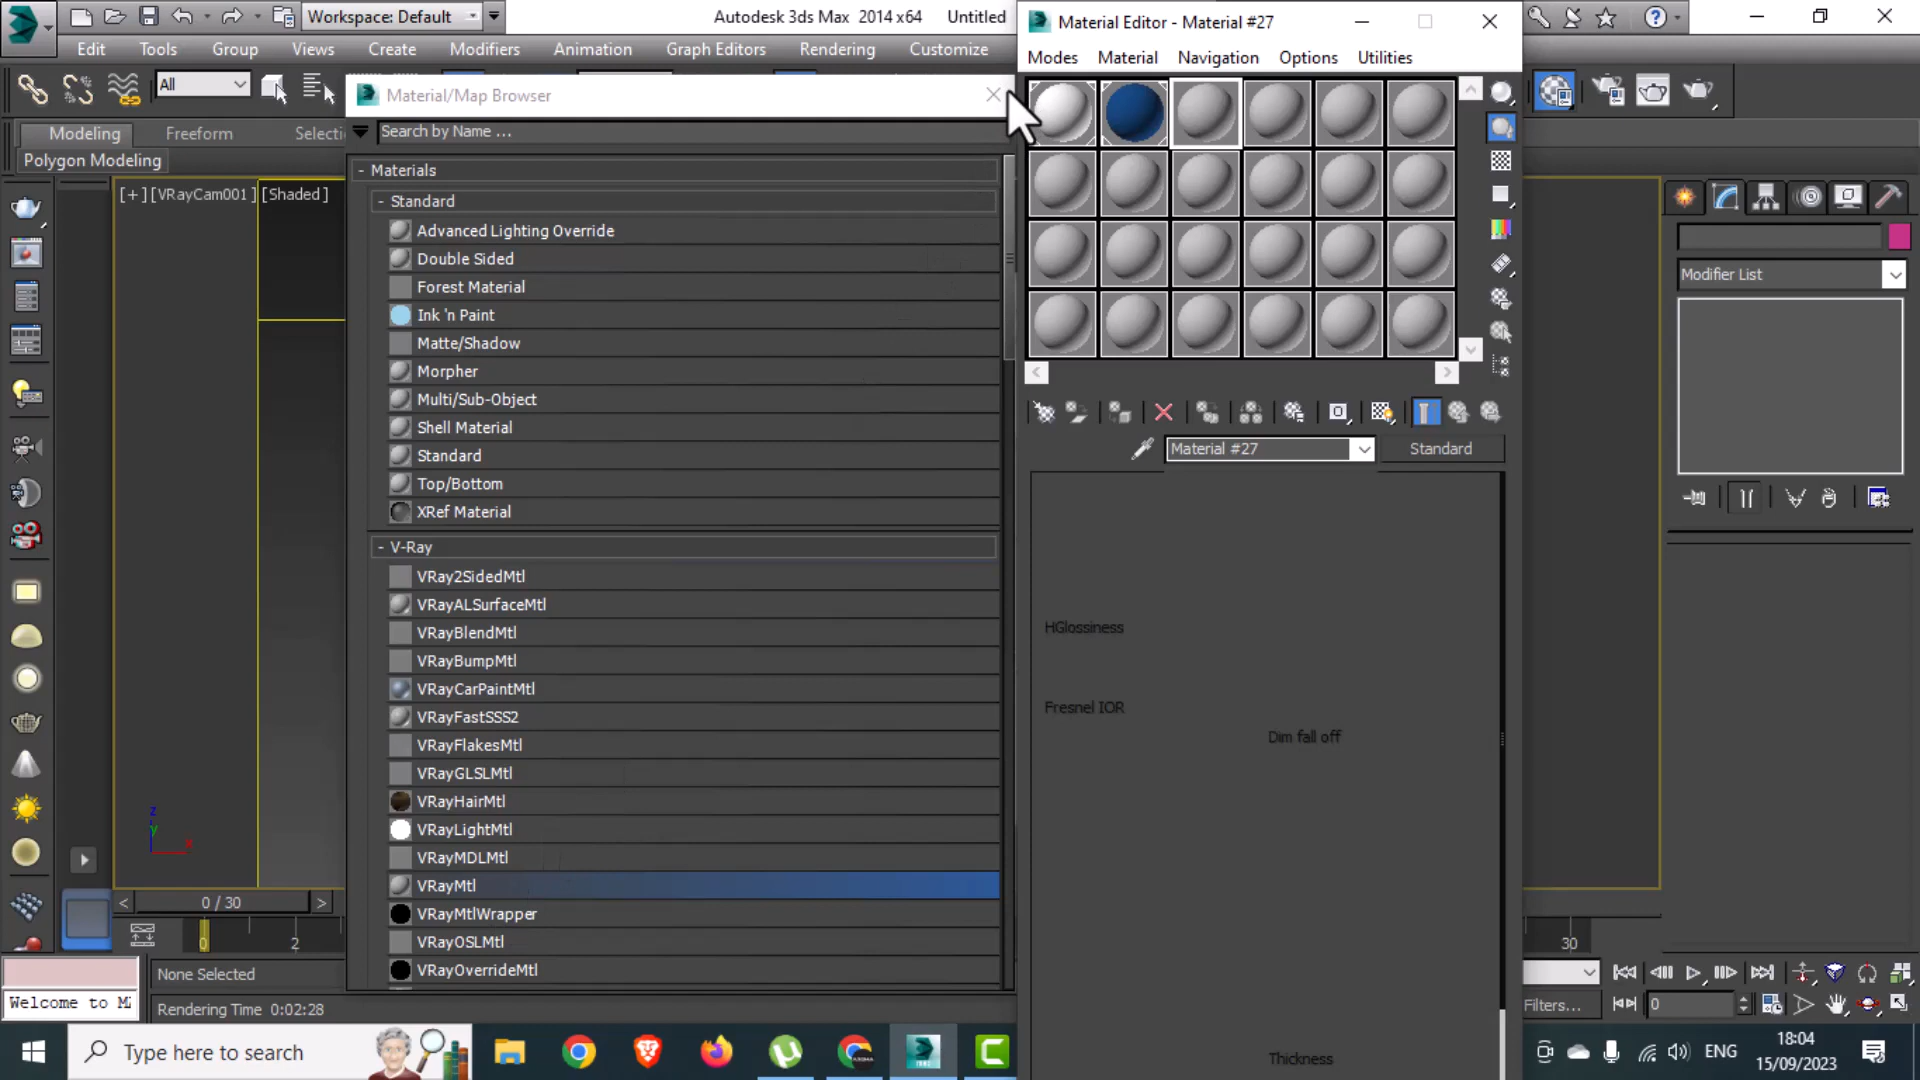 Workspace: Default
Autodesk 3ds Max 2014 x64 Untitled
Edit Tools Group Views Create Modifiers Animation Graph Editors Rendering Customize
All
Modeling Freeform Selecti
Polygon Modeling
[+][VRayCam001][Shaded]
z
y
x
Material/Map Browser
Search by Name ...
- Materials
- Standard
Advanced Lighting Override
Double Sided
Forest Material
Ink 'n Paint
Matte/Shadow
Morpher
Multi/Sub-Object
Shell Material
Standard
Top/Bottom
XRef Material
- V-Ray
VRay2SidedMtl
VRayALSurfaceMtl
VRayBlendMtl
VRayBumpMtl
VRayCarPaintMtl
VRayFastSSS2
VRayFlakesMtl
VRayGLSLMtl
VRayHairMtl
VRayLightMtl
VRayMDLMtl
VRayMtl
VRayMtlWrapper
VRayOSLMtl
VRayOverrideMtl
Material Editor - Material #27
Modes Material Navigation Options Utilities
Material #27 Standard
HGlossiness
Fresnel IOR
Dim fall off
Thickness
Modifier List
< 0 / 30 >
0 2 30
None Selected
Welcome to M
Rendering Time 0:02:28
Filters... 0
Type here to search
ENG
18:04
15/09/2023